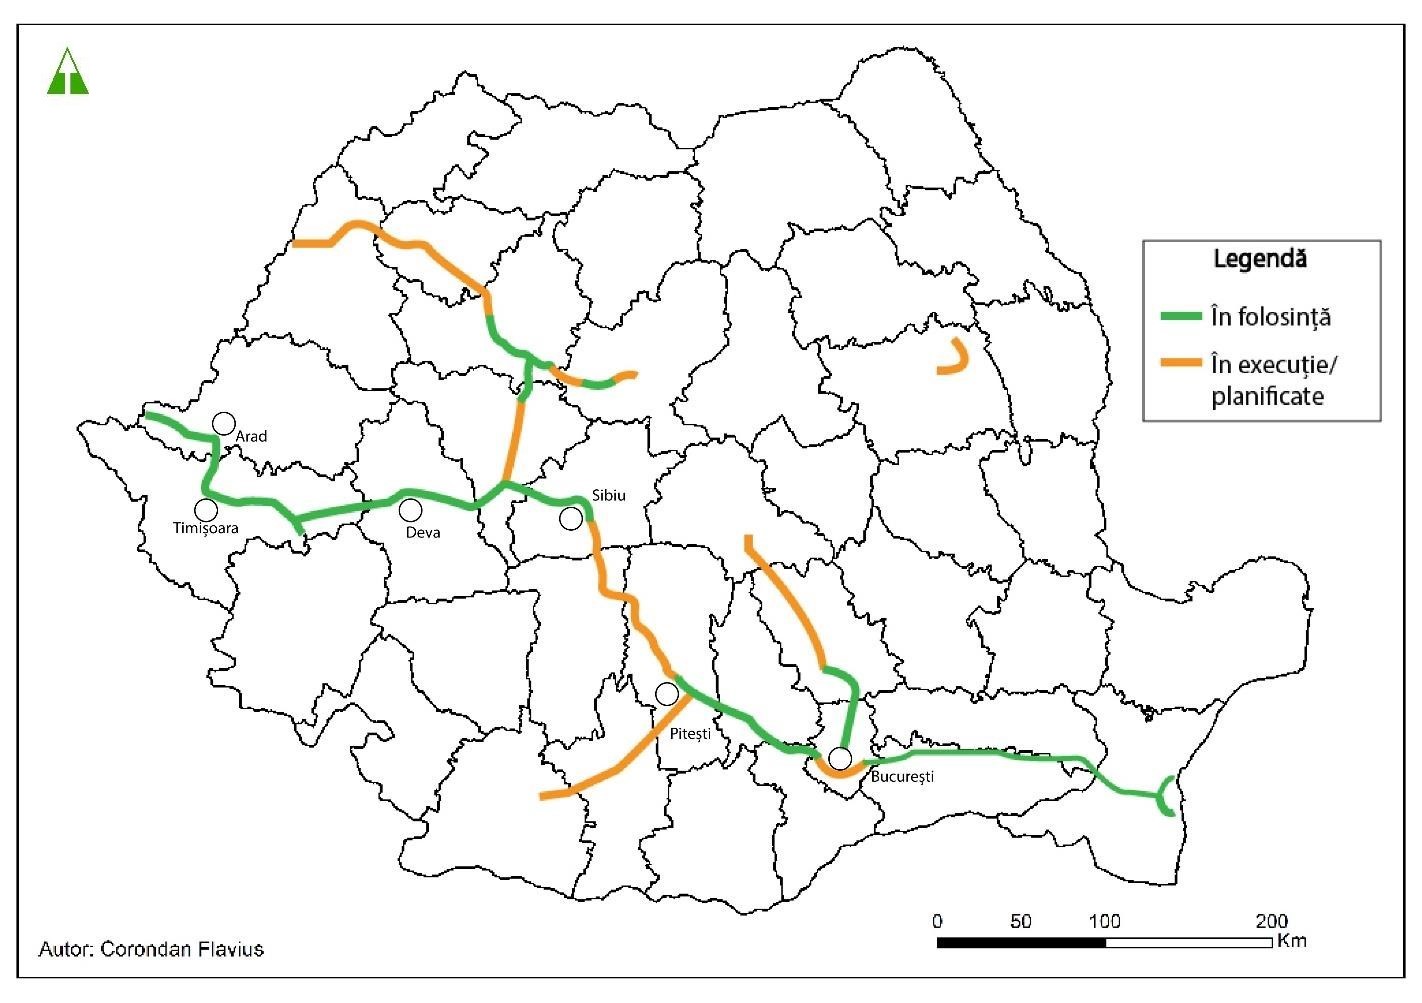 Legendă
În folosință
În execuție/
planificate
Arad
Timișoara
Deva
Sibiu
Pitești
București
0 50 100 200
Km
Autor: Corondan Flavius